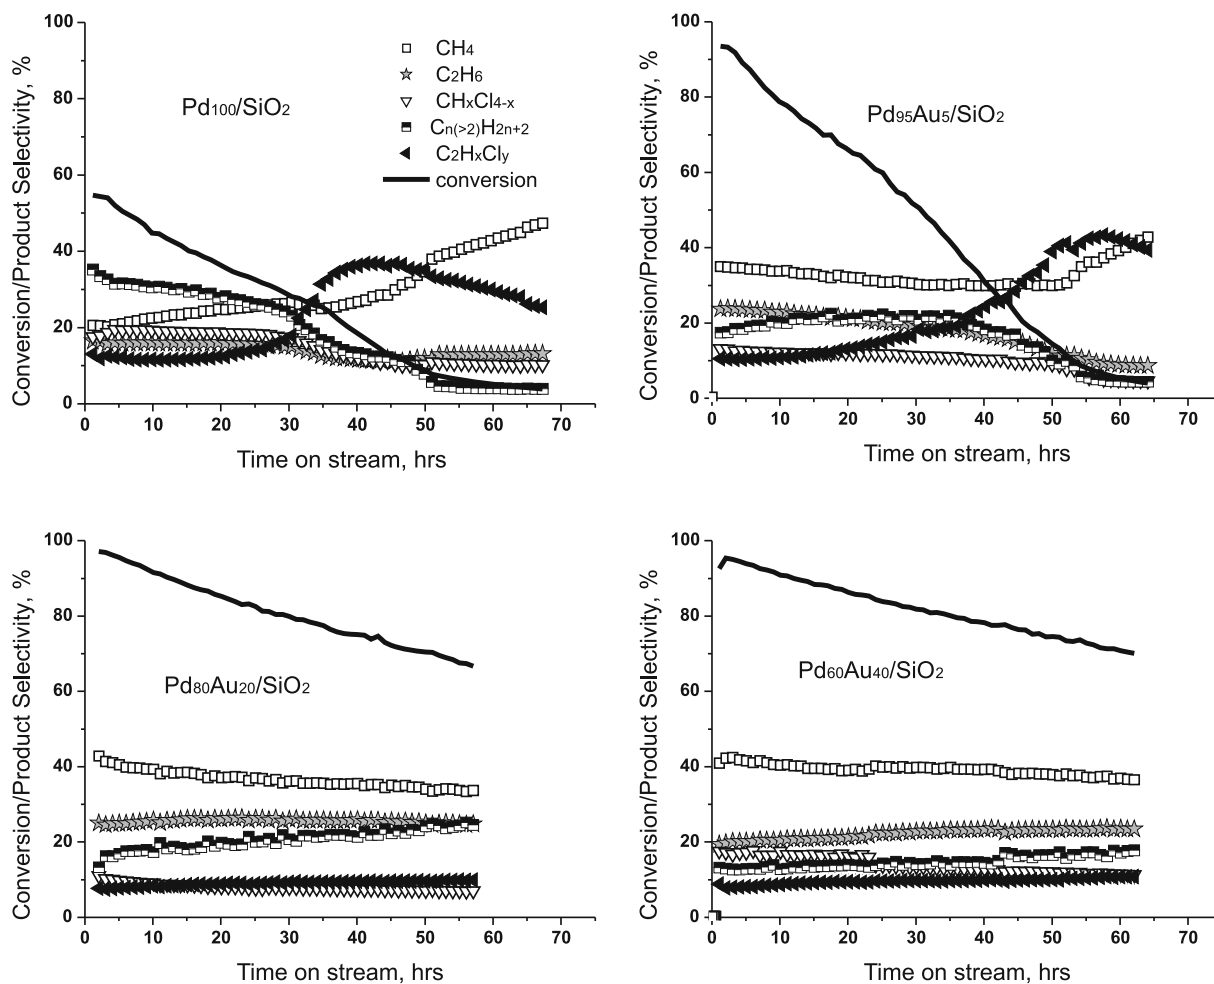 Conversion/Product Selectivity, %
100
80
60
40
20
0
Pd100/SiO2
CH4
C2H6
CHxCl4-x
Cn(>2)H2n+2
C2HxCly
conversion
0 10 20 30 40 50 60 70
Time on stream, hrs
Conversion/Product Selectivity, %
100
80
60
40
20
0
Pd95Au5/SiO2
0 10 20 30 40 50 60 70
Time on stream, hrs
Conversion/Product Selectivity, %
100
80
60
40
20
0
Pd80Au20/SiO2
0 10 20 30 40 50 60 70
Time on stream, hrs
Conversion/Product Selectivity, %
100
80
60
40
20
0
Pd60Au40/SiO2
0 10 20 30 40 50 60 70
Time on stream, hrs